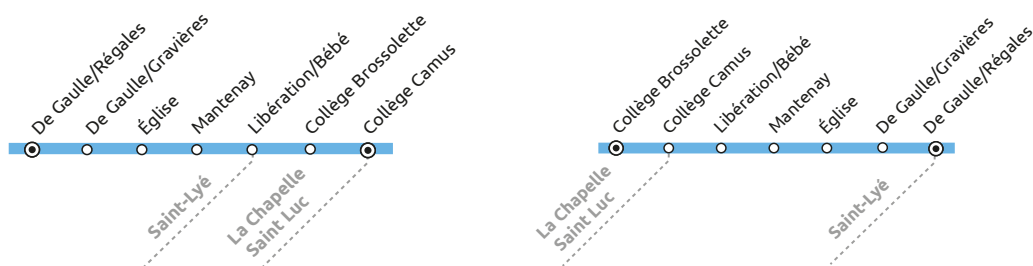 De Gaulle/Régales
De Gaulle/Gravières
Église
Mantenay
Libération/Bébé
Collège Brossolette
Collège Camus
Saint-Lyé
La Chapelle
Saint Luc
Collège Brossolette
Collège Camus
Libération/Bébé
Mantenay
Église
De Gaulle/Gravières
De Gaulle/Régales
La Chapelle
Saint Luc
Saint-Lyé